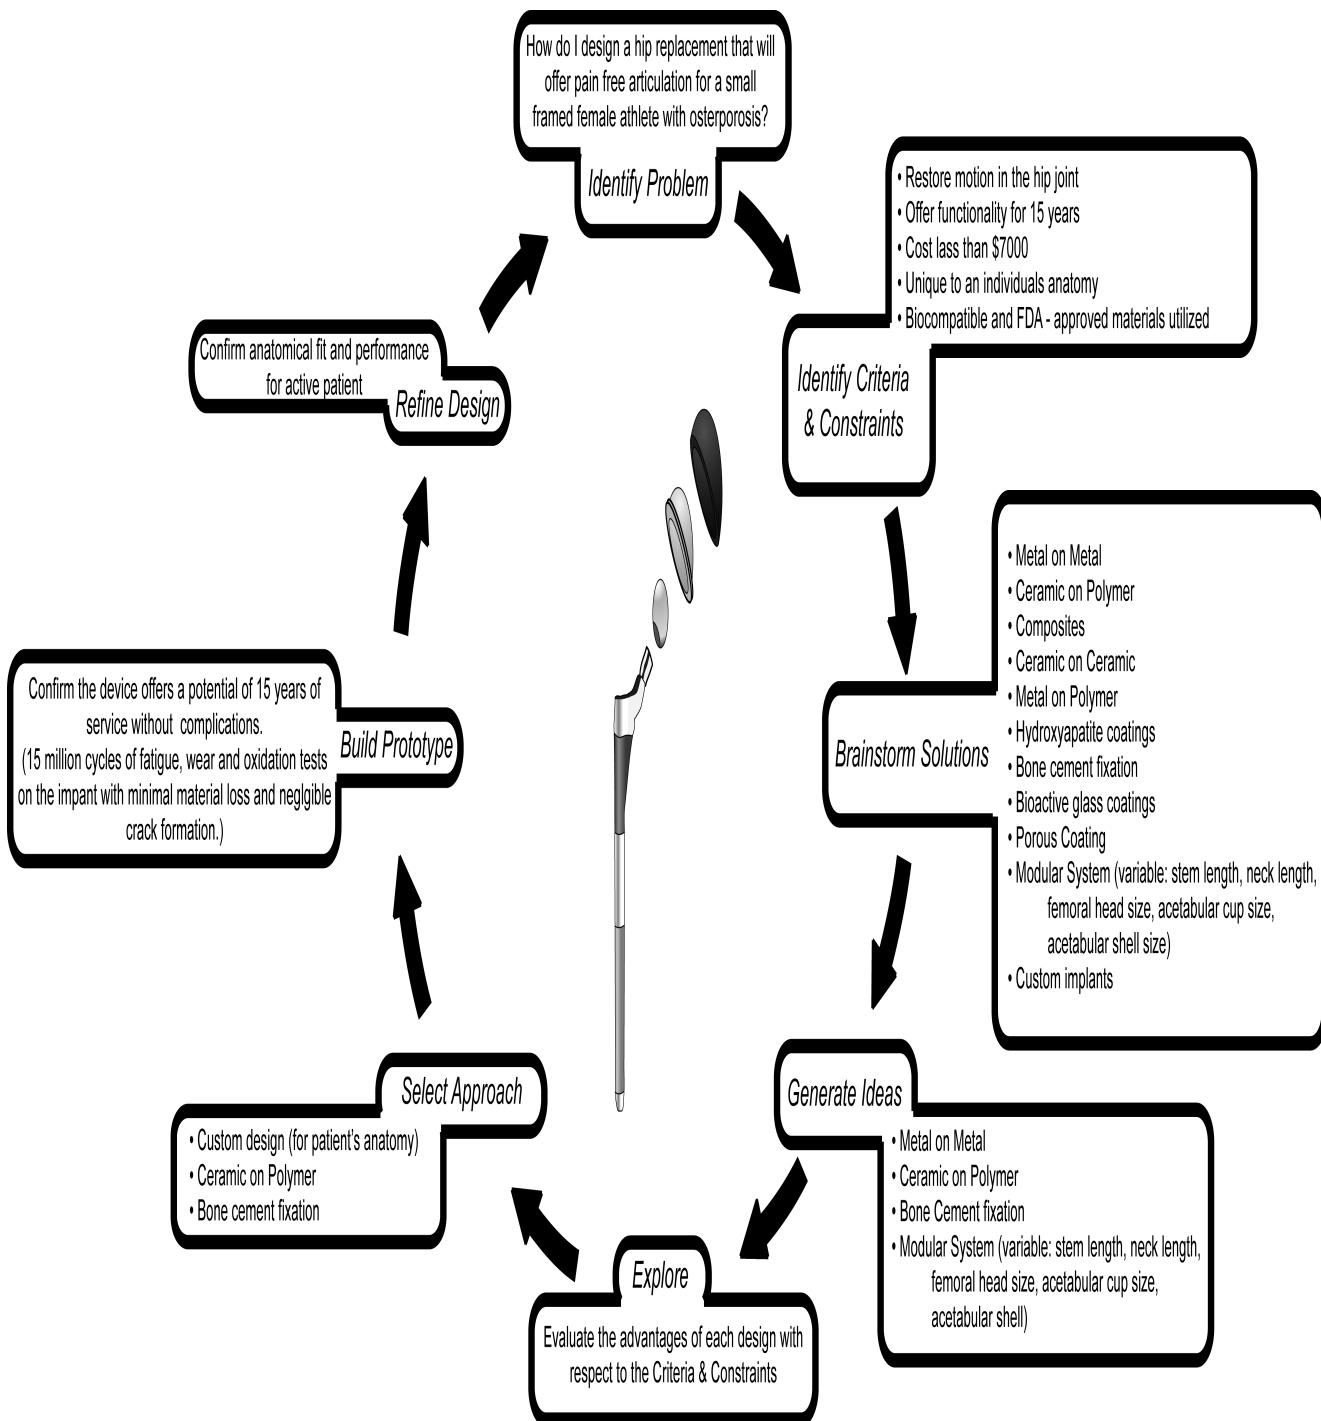 How do I design a hip replacement that will
offer pain free articulation for a small
framed female athlete with osterporosis?
Identify Problem
• Restore motion in the hip joint
• Offer functionality for 15 years
• Cost lass than $7000
• Unique to an individuals anatomy
• Biocompatible and FDA - approved materials utilized
Identify Criteria
& Constraints
• Metal on Metal
• Ceramic on Polymer
• Composites
• Ceramic on Ceramic
• Metal on Polymer
• Hydroxyapatite coatings
• Bone cement fixation
• Bioactive glass coatings
• Porous Coating
• Modular System (variable: stem length, neck length,
femoral head size, acetabular cup size,
acetabular shell size)
• Custom implants
Brainstorm Solutions
Generate Ideas
• Metal on Metal
• Ceramic on Polymer
• Bone Cement fixation
• Modular System (variable: stem length, neck length,
femoral head size, acetabular cup size,
acetabular shell)
Explore
Evaluate the advantages of each design with
respect to the Criteria & Constraints
Select Approach
• Custom design (for patient's anatomy)
• Ceramic on Polymer
• Bone cement fixation
Confirm the device offers a potential of 15 years of
service without complications.
(15 million cycles of fatigue, wear and oxidation tests
on the impant with minimal material loss and neglgible
crack formation.)
Build Prototype
Confirm anatomical fit and performance
for active patient
Refine Design